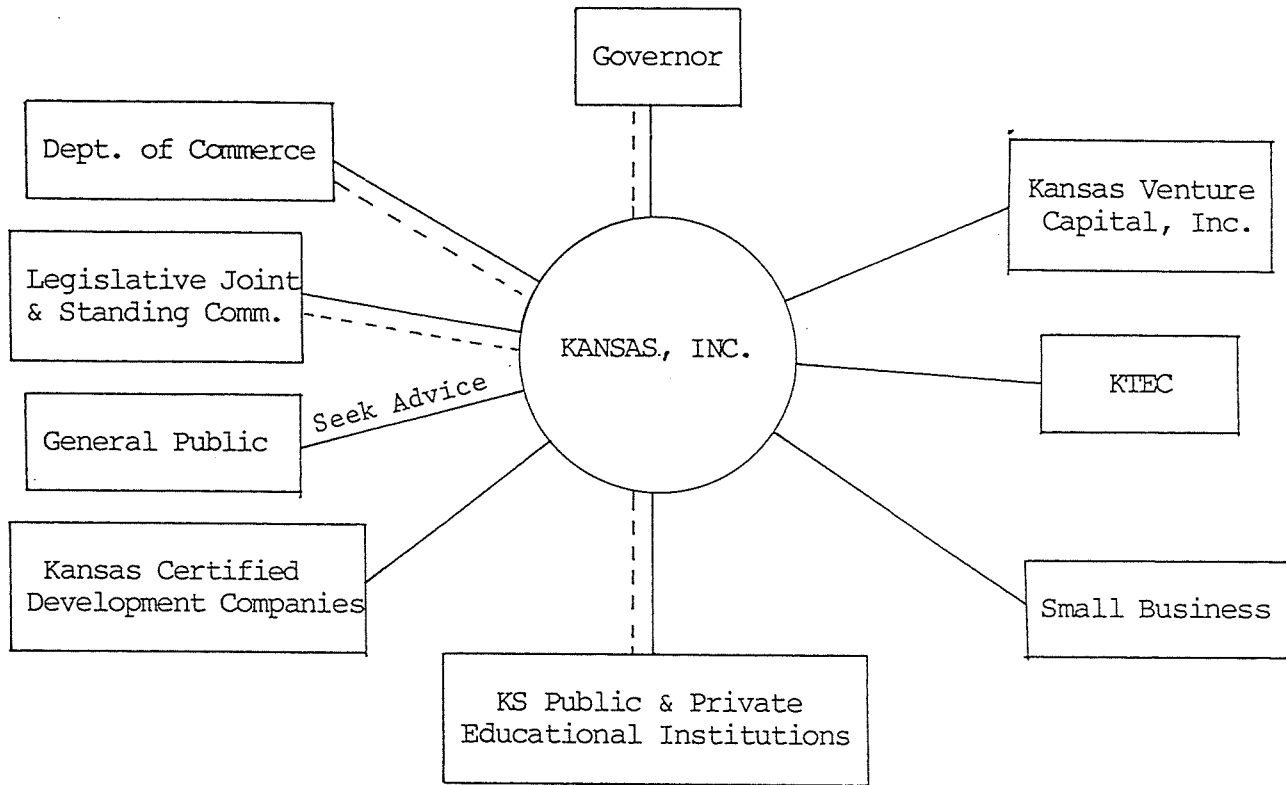 Governor
Dept. of Commerce
Kansas Venture
Capital, Inc.
Legislative Joint
& Standing Comm.
KANSAS, INC.
KTEC
Seek Advice
General Public
Kansas Certified
Development Companies
Small Business
KS Public & Private
Educational Institutions